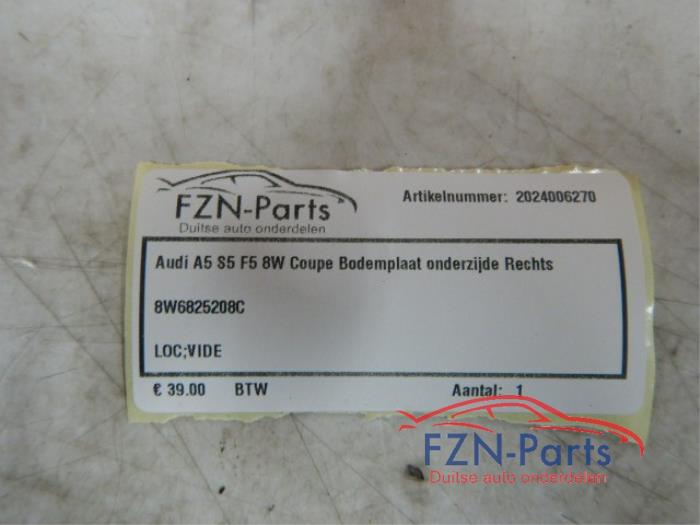 FZN-Parts
Duitse auto onderdelen
Artikelnummer: 2024006270
Audi A5 S5 F5 8W Coupe Bodemplaat onderzijde Rechts
8W6825208C
LOC;VIDE
€ 39.00 BTW Aantal: 1
FZN-Parts
Duitse auto onderdelen